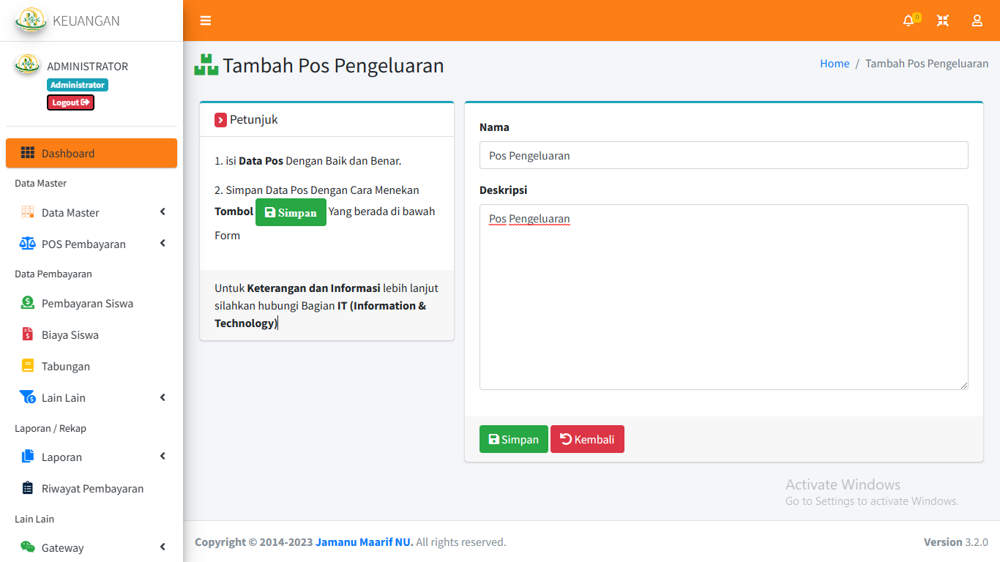 KEUANGAN
0
ADMINISTRATOR
Administrator
Logout
Dashboard
Data Master
Data Master
POS Pembayaran
Data Pembayaran
Pembayaran Siswa
Biaya Siswa
Tabungan
Lain Lain
Laporan / Rekap
Laporan
Riwayat Pembayaran
Lain Lain
Gateway
Tambah Pos Pengeluaran
Home / Tambah Pos Pengeluaran
Petunjuk
1. isi Data Pos Dengan Baik dan Benar.
2. Simpan Data Pos Dengan Cara Menekan
Tombol Simpan Yang berada di bawah
Form
Untuk Keterangan dan Informasi lebih lanjut
silahkan hubungi Bagian IT (Information &
Technology)
Nama
Pos Pengeluaran
Deskripsi
Pos Pengeluaran
Simpan Kembali
Activate Windows
Go to Settings to activate Windows.
Copyright © 2014-2023 Jamanu Maarif NU. All rights reserved.
Version 3.2.0